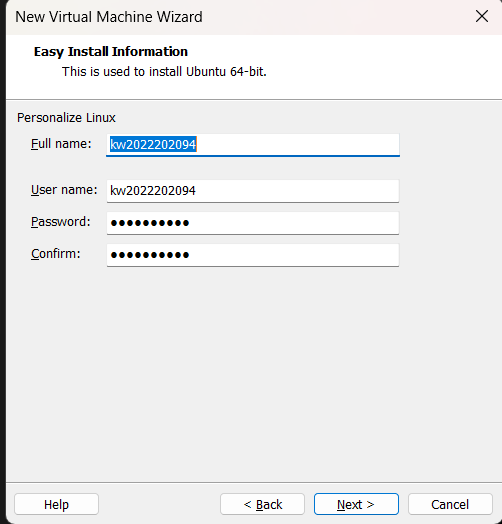 New Virtual Machine Wizard
Easy Install Information
This is used to install Ubuntu 64-bit.
Personalize Linux
Full name: kw2022202094
User name: kw2022202094
Password: ●●●●●●●●●●
Confirm: ●●●●●●●●●●
Help < Back Next > Cancel